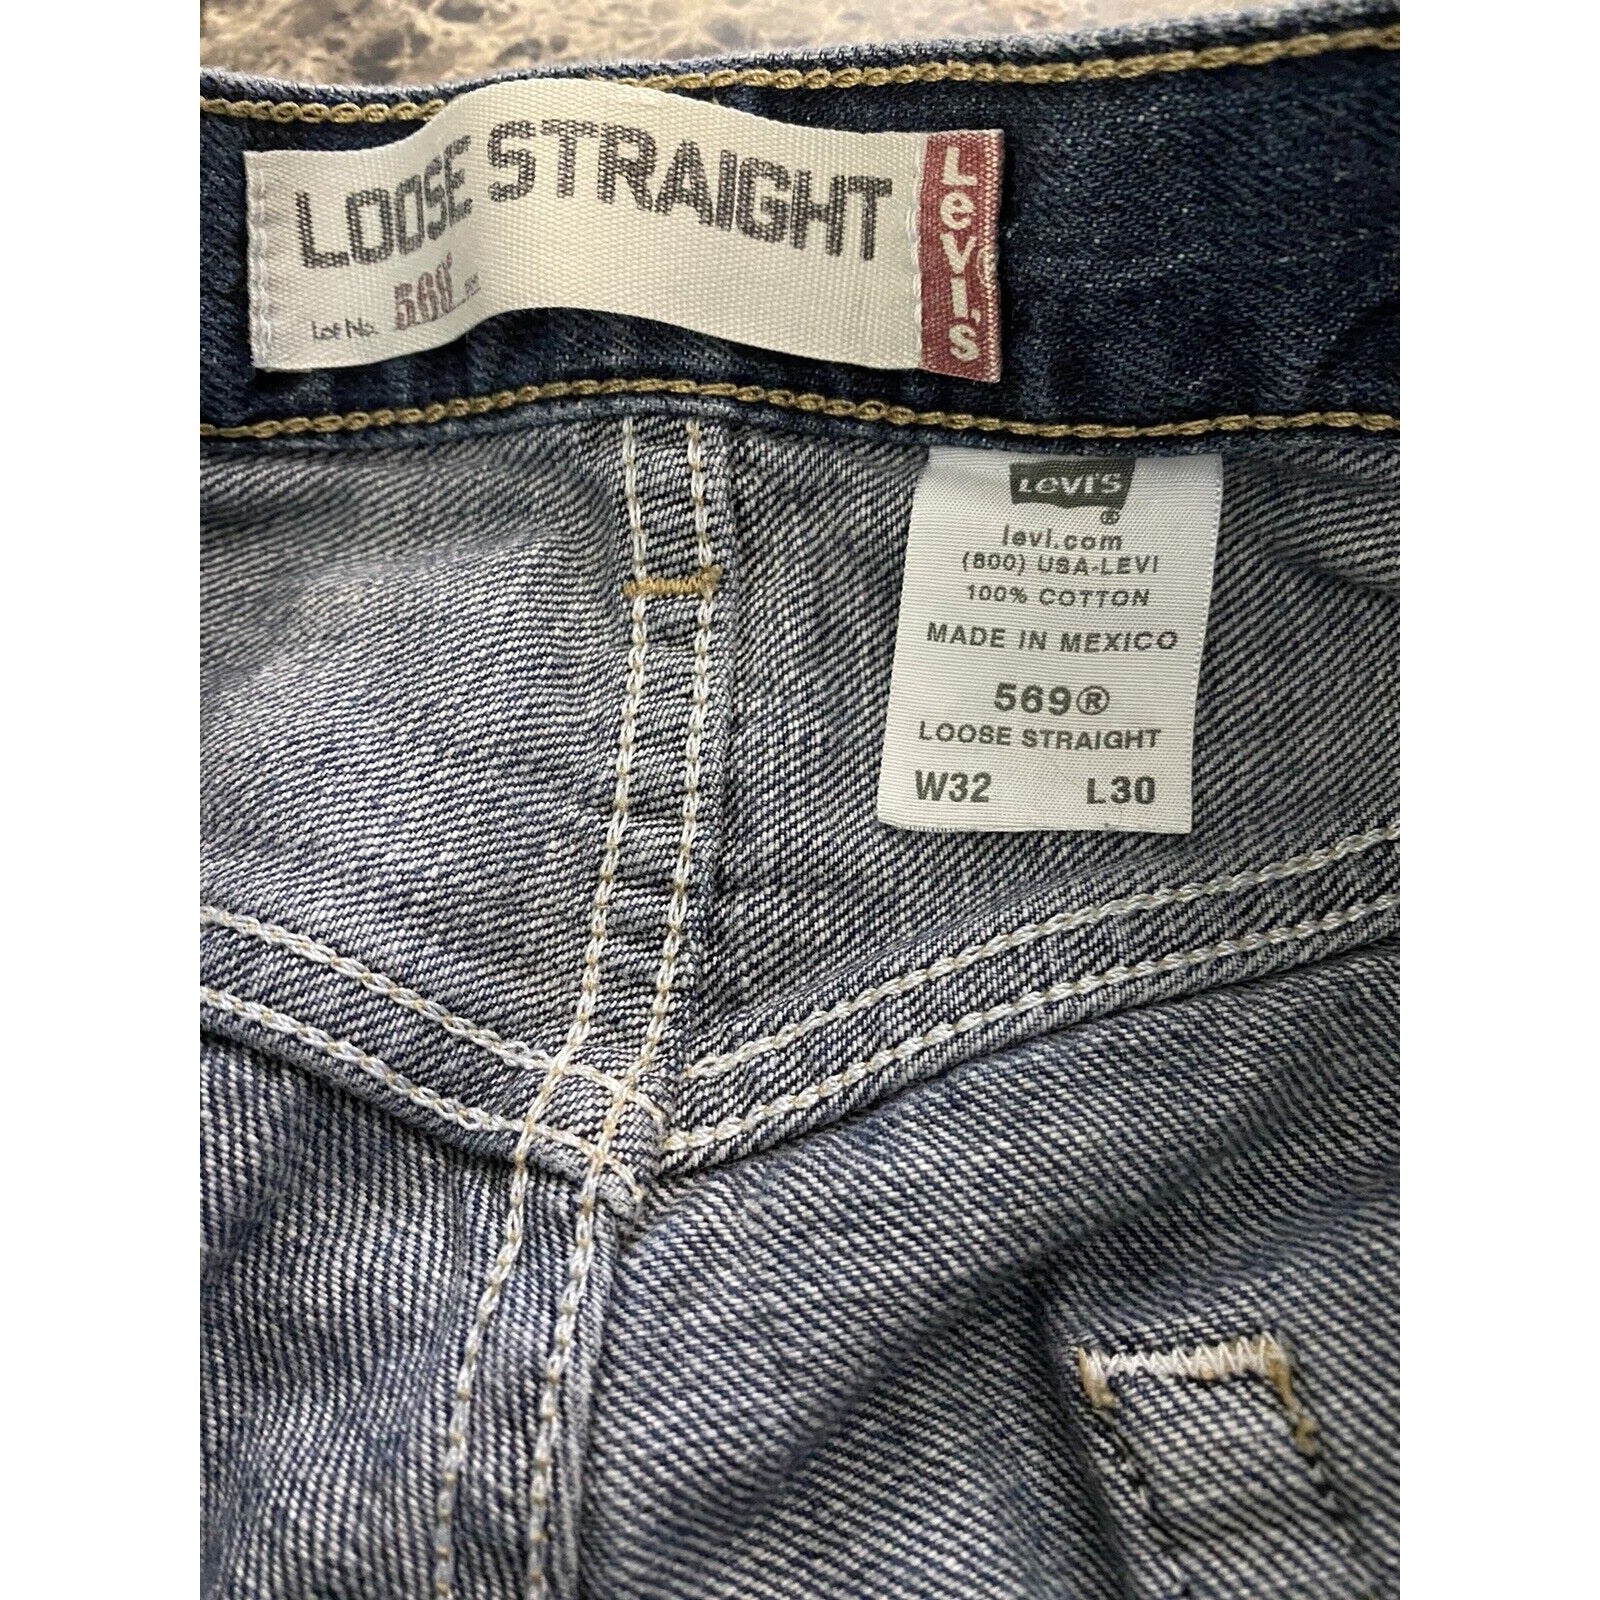 LOOSE STRAIGHT
Lot No. 569
Levi's
LEVI'S
®
levi.com
(800) USA-LEVI
100% COTTON
MADE IN MEXICO
569®
LOOSE STRAIGHT
W32 L30